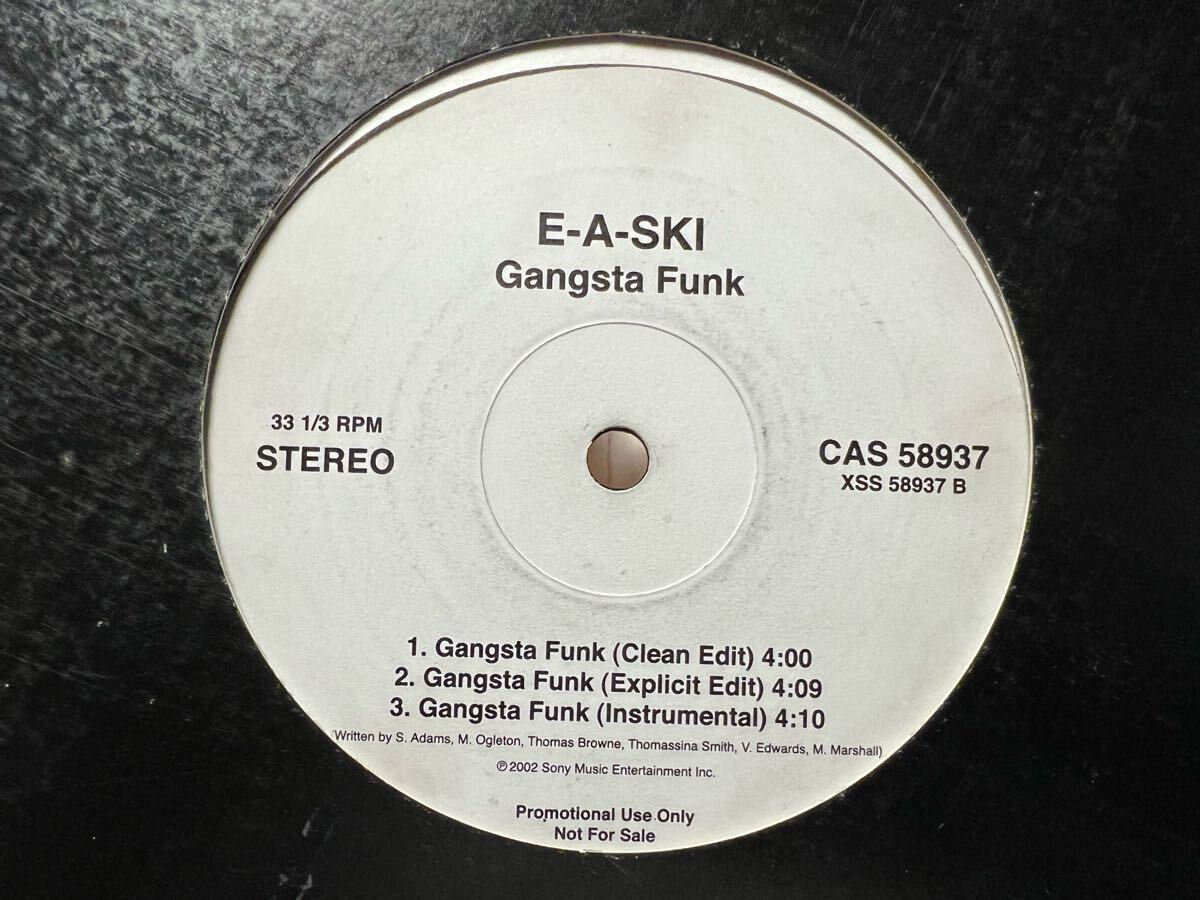 E-A-SKI
Gangsta Funk
33 1/3 RPM
STEREO
CAS 58937
XSS 58937 B
1. Gangsta Funk (Clean Edit) 4:00
2. Gangsta Funk (Explicit Edit) 4:09
3. Gangsta Funk (Instrumental) 4:10
(Written by S. Adams, M. Ogleton, Thomas Browne, Thomassina Smith, V. Edwards, M. Marshall)
℗2002 Sony Music Entertainment Inc.
Promotional Use Only
Not For Sale